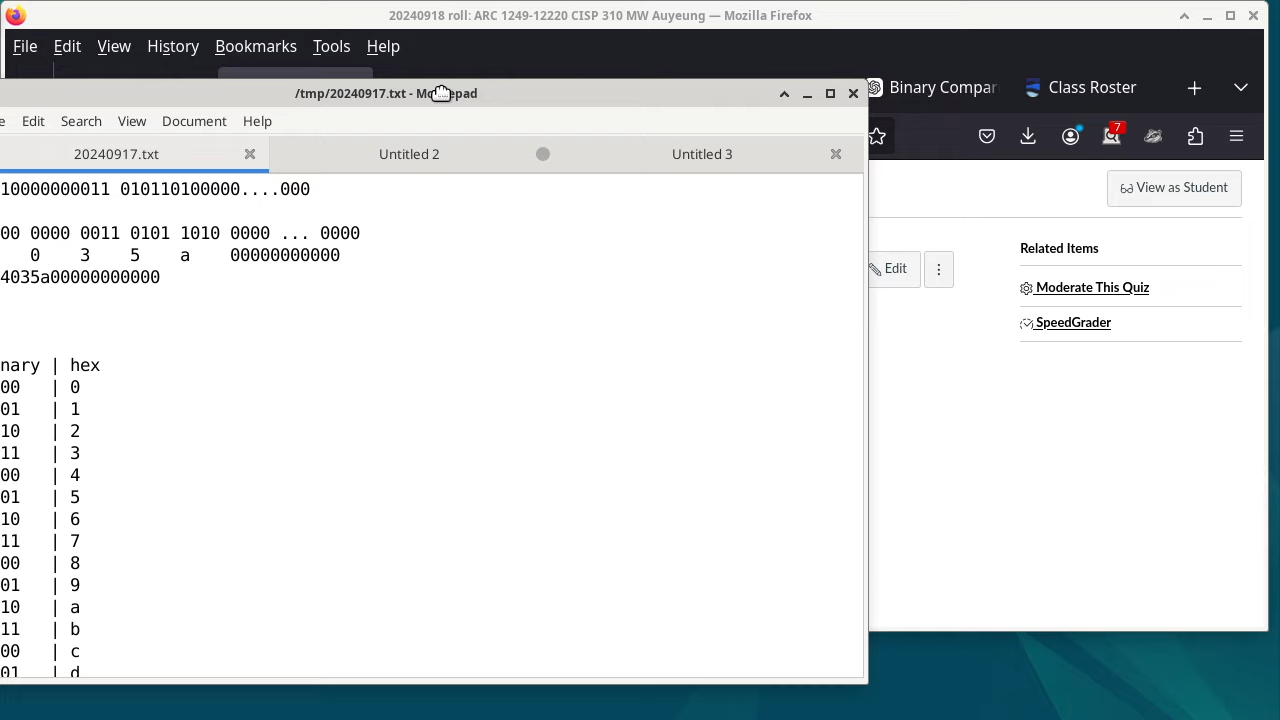 20240918 roll: ARC 1249-12220 CISP 310 MW Auyeung — Mozilla Firefox
File Edit View History Bookmarks Tools Help
Binary Compar
Class Roster
7
/tmp/20240917.txt - Mousepad
e Edit Search View Document Help
20240917.txt
Untitled 2
Untitled 3
10000000011 010110100000....000
00 0000 0011 0101 1010 0000 ... 0000
0 3 5 a 00000000000
4035a00000000000
nary | hex
00 | 0
01 | 1
10 | 2
11 | 3
00 | 4
01 | 5
10 | 6
11 | 7
00 | 8
01 | 9
10 | a
11 | b
00 | c
01 | d
View as Student
Edit
Related Items
Moderate This Quiz
SpeedGrader